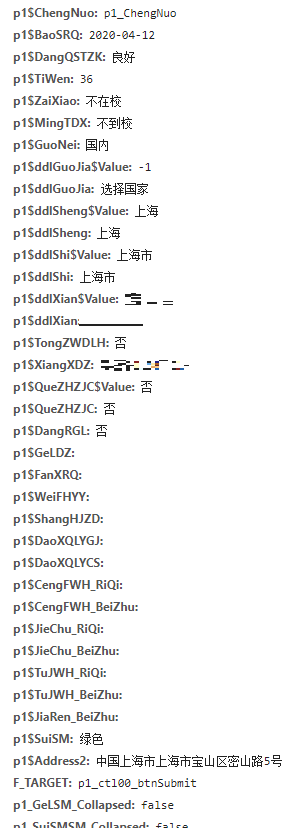 p1$ChengNuo: p1_ChengNuo
p1$BaoSRQ: 2020-04-12
p1$DangQSTZK: 良好
p1$TiWen: 36
p1$ZaiXiao: 不在校
p1$MingTDX: 不到校
p1$GuoNei: 国内
p1$ddlGuoJia$Value: -1
p1$ddlGuoJia: 选择国家
p1$ddlSheng$Value: 上海
p1$ddlSheng: 上海
p1$ddlShi$Value: 上海市
p1$ddlShi: 上海市
p1$ddlXian$Value:
p1$ddlXian:
p1$TongZWDLH: 否
p1$XiangXDZ:
p1$QueZHZJC$Value: 否
p1$QueZHZJC: 否
p1$DangRGL: 否
p1$GeLDZ:
p1$FanXRQ:
p1$WeiFHYY:
p1$ShangHJZD:
p1$DaoXQLYGJ:
p1$DaoXQLYCS:
p1$CengFWH_RiQi:
p1$CengFWH_BeiZhu:
p1$JieChu_RiQi:
p1$JieChu_BeiZhu:
p1$TuJWH_RiQi:
p1$TuJWH_BeiZhu:
p1$JiaRen_BeiZhu:
p1$SuiSM: 绿色
p1$Address2: 中国上海市上海市宝山区密山路5号
F_TARGET: p1_ctl00_btnSubmit
p1_GeLSM_Collapsed: false
p1_SuiSMSM_Collapsed: false